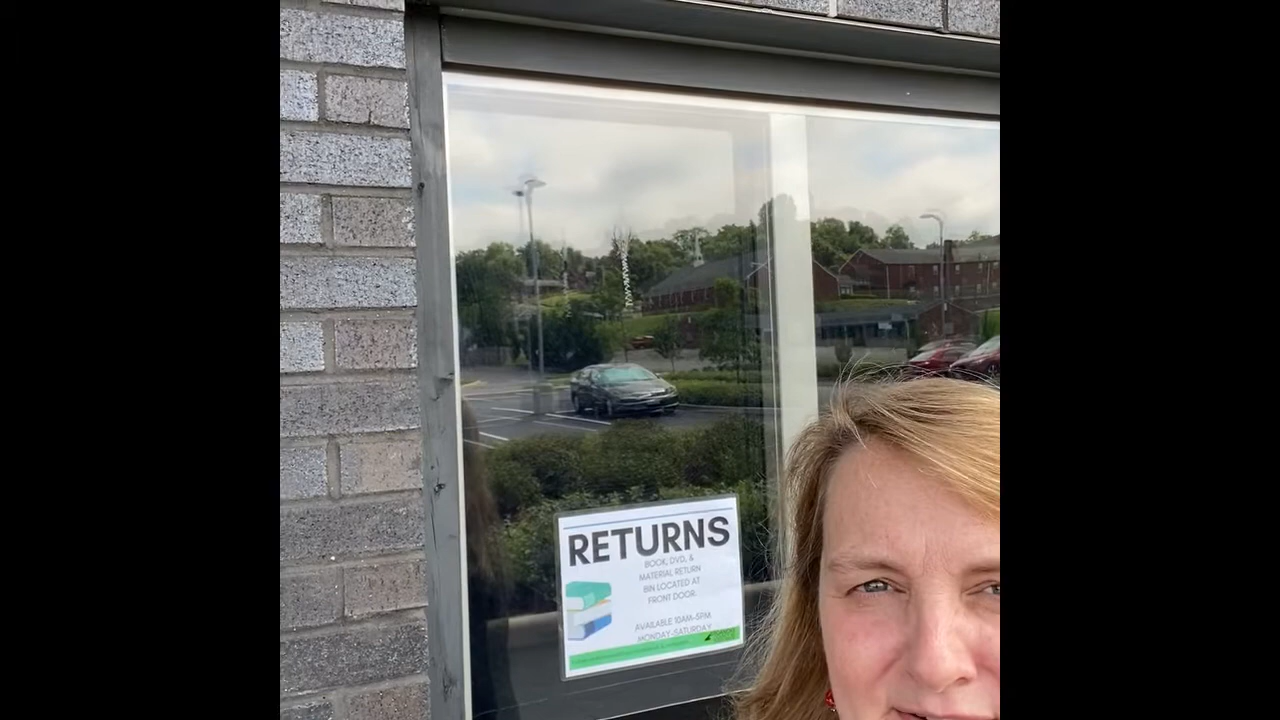 RETURNS
BOOK, DVD, &
MATERIAL RETURN
BIN LOCATED AT
FRONT DOOR.
AVAILABLE 10AM-5PM
MONDAY-SATURDAY